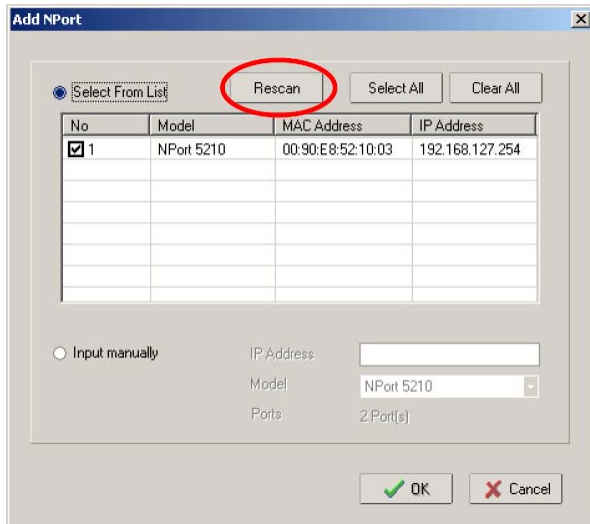 Add NPort
Select From List Rescan Select All Clear All
No Model MAC Address IP Address
1 NPort 5210 00:90:E8:52:10:03 192.168.127.254
Input manually IP Address
Model NPort 5210
Ports 2 Port(s)
OK Cancel